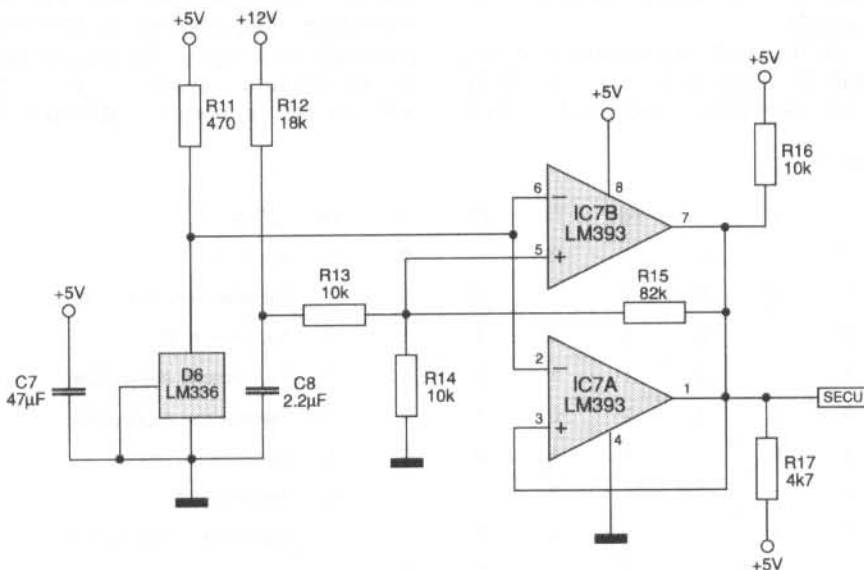 +5V
+12V
R11
470
R12
18k
+5V
+5V
R16
10k
6
8
IC7B
LM393
7
5
R13
10k
R15
82k
+5V
C7
47µF
D6
LM336
C8
2.2µF
R14
10k
2
IC7A
LM393
1
3
4
SECU
R17
4k7
+5V